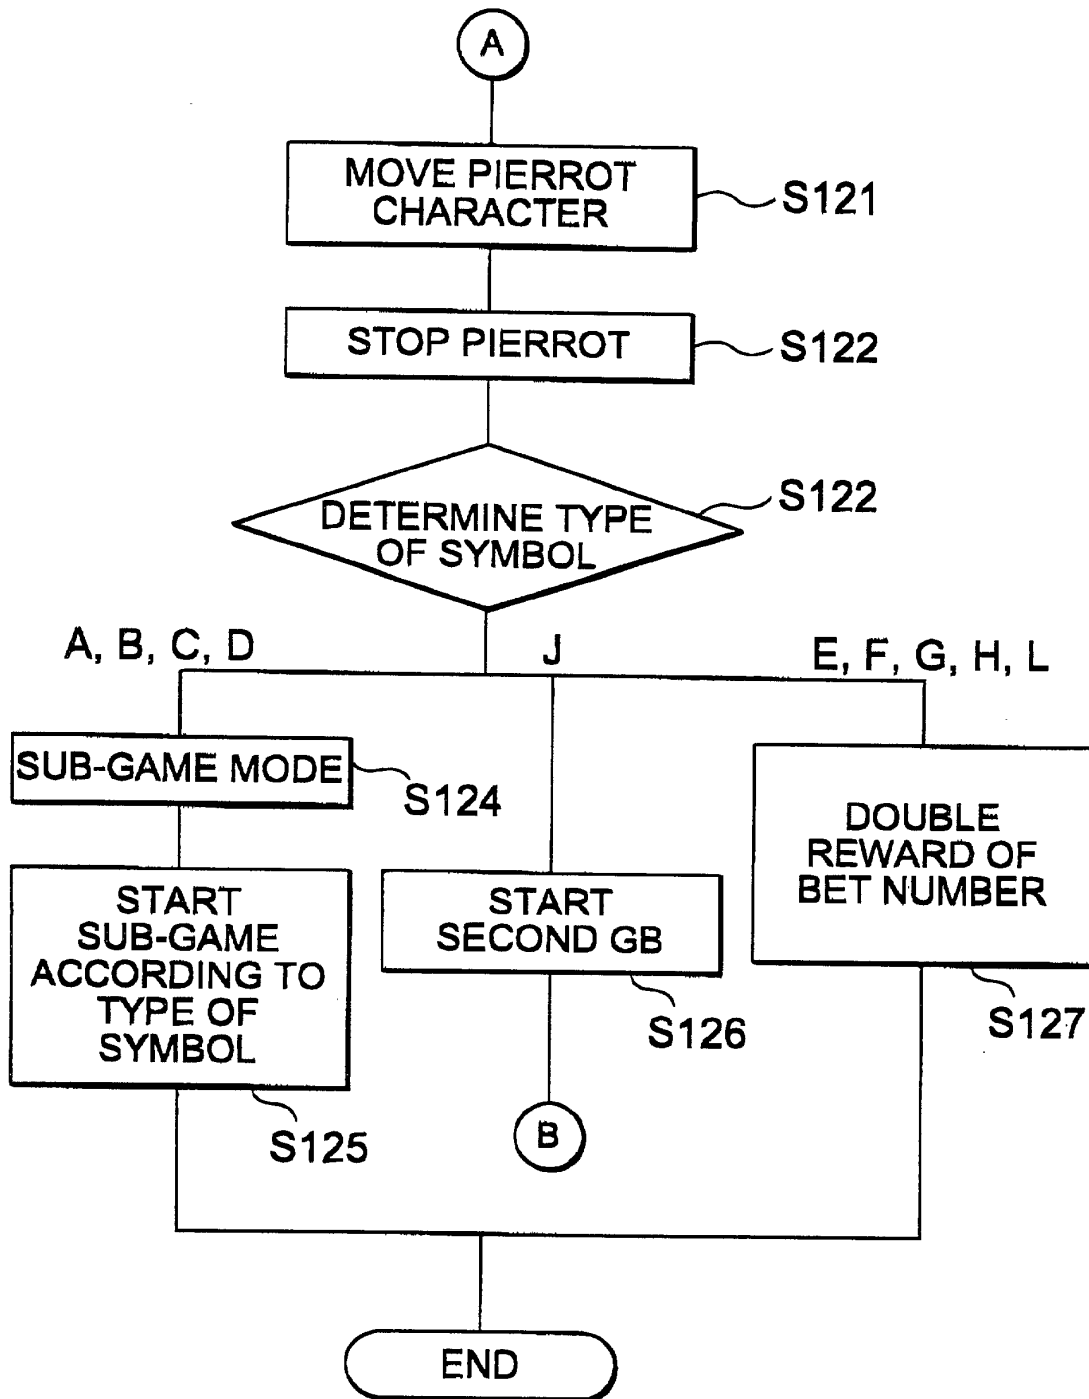 A
MOVE PIERROT
CHARACTER
S121
STOP PIERROT
S122
S122
DETERMINE TYPE
OF SYMBOL
A, B, C, D
J
E, F, G, H, L
SUB-GAME MODE
S124
START
SUB-GAME
ACCORDING TO
TYPE OF
SYMBOL
S125
START
SECOND GB
S126
B
DOUBLE
REWARD OF
BET NUMBER
S127
END